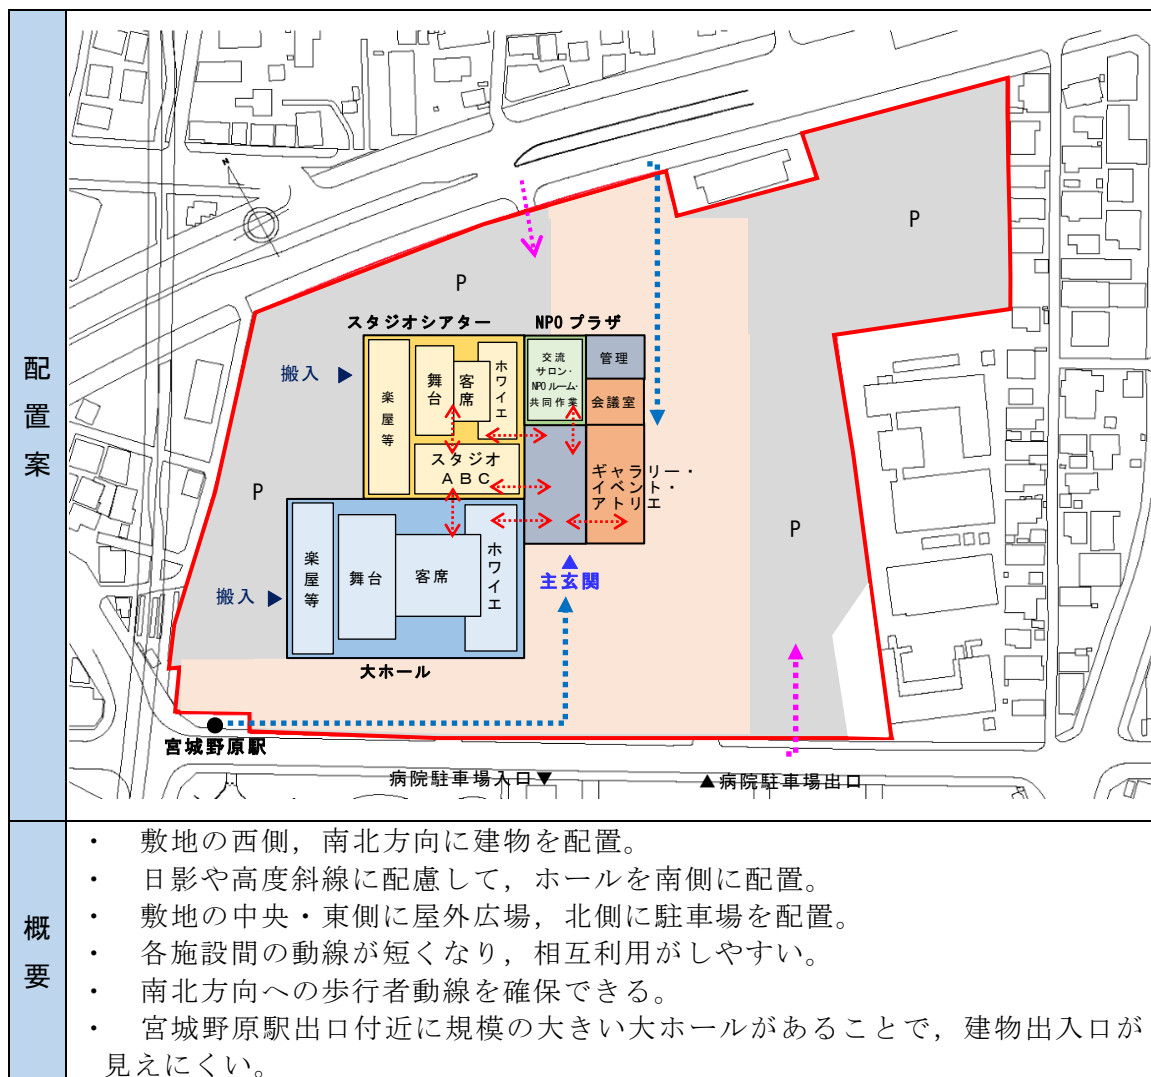 配置案
N
P
P
スタジオシアター
NPO プラザ
搬入 ▶
楽屋等
舞台
客席
ホワイエ
交流
サロン・
NPOルーム・
共同作業
管理
会議室
スタジオ
ABC
ギャラリー・
イベント・
アトリエ
P
P
搬入 ▶
楽屋等
舞台
客席
ホワイエ
▲
主玄関
大ホール
宮城野原駅
病院駐車場入口▼
▲病院駐車場出口
概要
・ 敷地の西側，南北方向に建物を配置。
・ 日影や高度斜線に配慮して，ホールを南側に配置。
・ 敷地の中央・東側に屋外広場，北側に駐車場を配置。
・ 各施設間の動線が短くなり，相互利用がしやすい。
・ 南北方向への歩行者動線を確保できる。
・ 宮城野原駅出口付近に規模の大きい大ホールがあることで，建物出入口が
見えにくい。